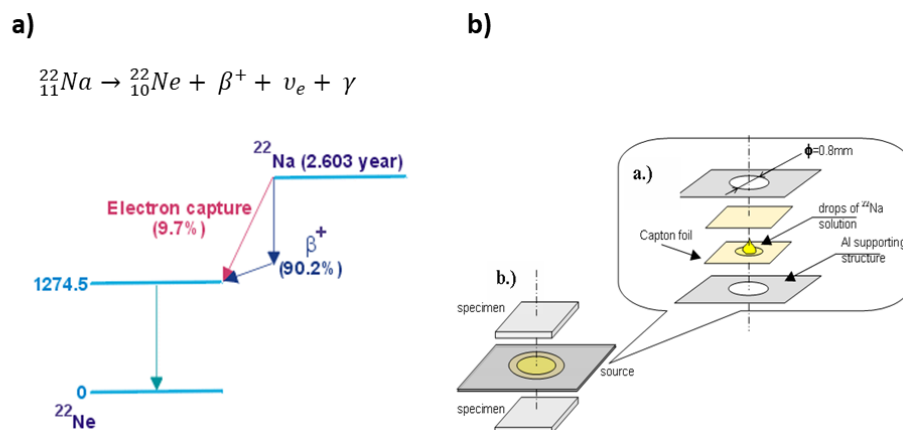 a)
²²₁₁Na → ²²₁₀Ne + β⁺ + υₑ + γ
²²Na (2.603 year)
Electron capture
(9.7%)
β⁺
(90.2%)
1274.5
0
²²Ne
b)
a.)
ϕ=0.8mm
drops of ²²Na
solution
Capton foil
Al supporting
structure
b.)
specimen
source
specimen